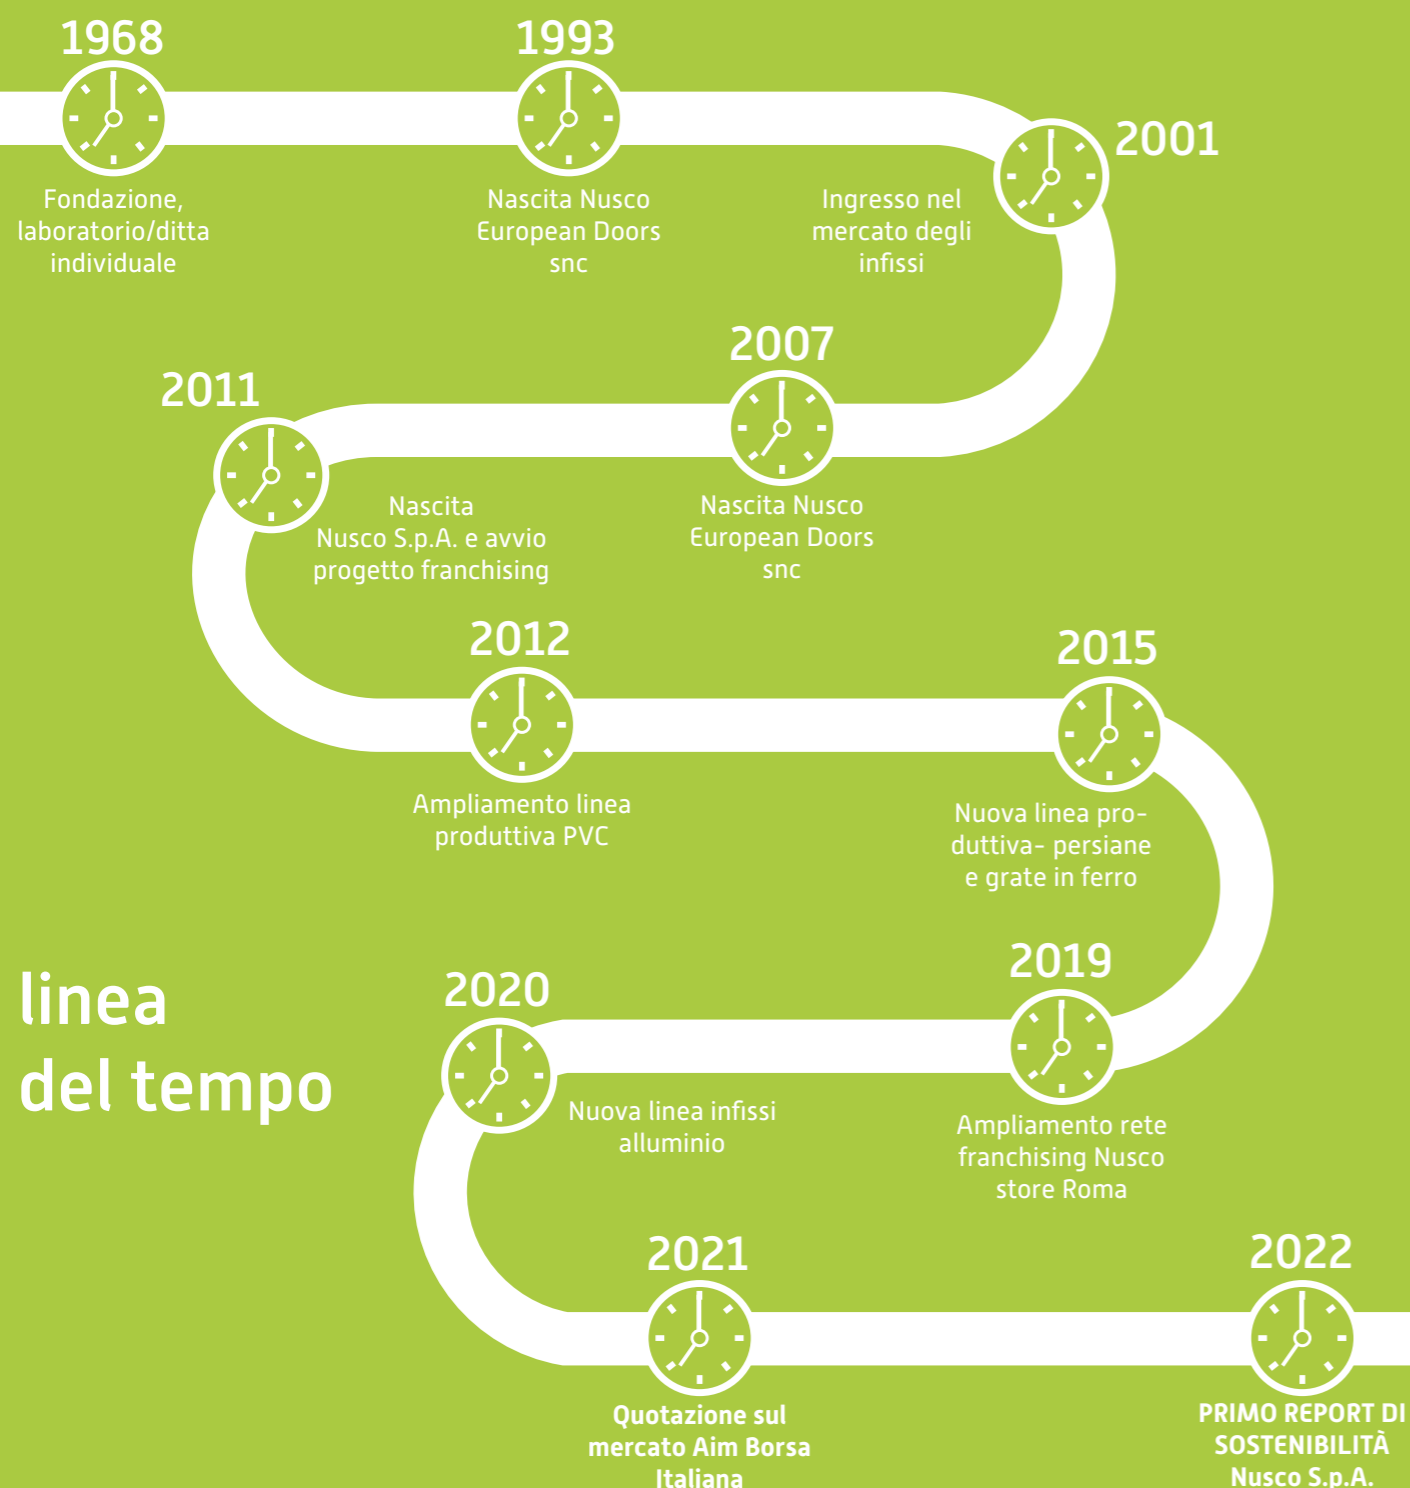 1968
Fondazione,
laboratorio/ditta
individuale
1993
Nascita Nusco
European Doors
snc
2001
Ingresso nel
mercato degli
infissi
2007
Nascita Nusco
European Doors
snc
2011
Nascita
Nusco S.p.A. e avvio
progetto franchising
2012
Ampliamento linea
produttiva PVC
2015
Nuova linea pro-
duttiva- persiane
e grate in ferro
2019
Ampliamento rete
franchising Nusco
store Roma
2020
Nuova linea infissi
alluminio
linea
del tempo
2021
Quotazione sul
mercato Aim Borsa
Italiana
2022
PRIMO REPORT DI
SOSTENIBILITÀ
Nusco S.p.A.